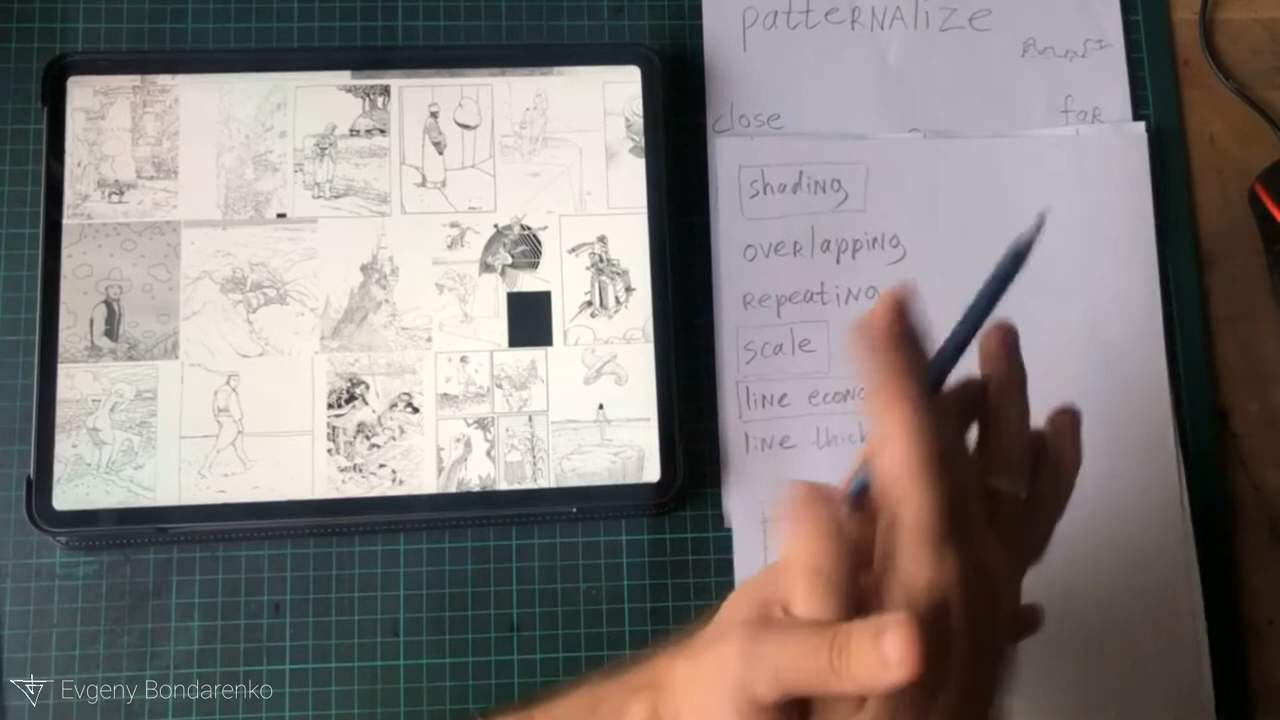 patterNAlize
close
far
shading
overlapping
Repeating
scale
line
line
Evgeny Bondarenko